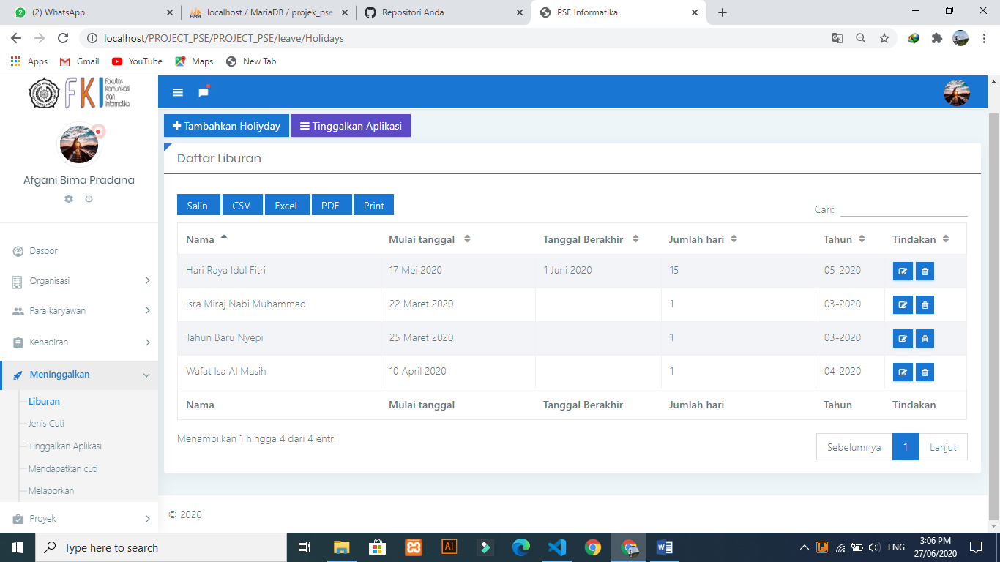 (2) WhatsApp
localhost / MariaDB / projek_pse
Repositori Anda
PSE Informatika
localhost/PROJECT_PSE/PROJECT_PSE/leave/Holidays
Apps
Gmail
YouTube
Maps
New Tab
FKI
Fakultas
Komunikasi
dan
Informatika
Afgani Bima Pradana
Dasbor
Organisasi
Para karyawan
Kehadiran
Meninggalkan
Liburan
Jenis Cuti
Tinggalkan Aplikasi
Mendapatkan cuti
Melaporkan
Proyek
Tambahkan Holiyday
Tinggalkan Aplikasi
Daftar Liburan
Salin CSV Excel PDF Print
Cari:
Nama Mulai tanggal Tanggal Berakhir Jumlah hari Tahun Tindakan
Hari Raya Idul Fitri 17 Mei 2020 1 Juni 2020 15 05-2020
Isra Miraj Nabi Muhammad 22 Maret 2020 1 03-2020
Tahun Baru Nyepi 25 Maret 2020 1 03-2020
Wafat Isa Al Masih 10 April 2020 1 04-2020
Nama Mulai tanggal Tanggal Berakhir Jumlah hari Tahun Tindakan
Menampilkan 1 hingga 4 dari 4 entri
Sebelumnya 1 Lanjut
© 2020
Type here to search
Ai
ENG
3:06 PM
27/06/2020